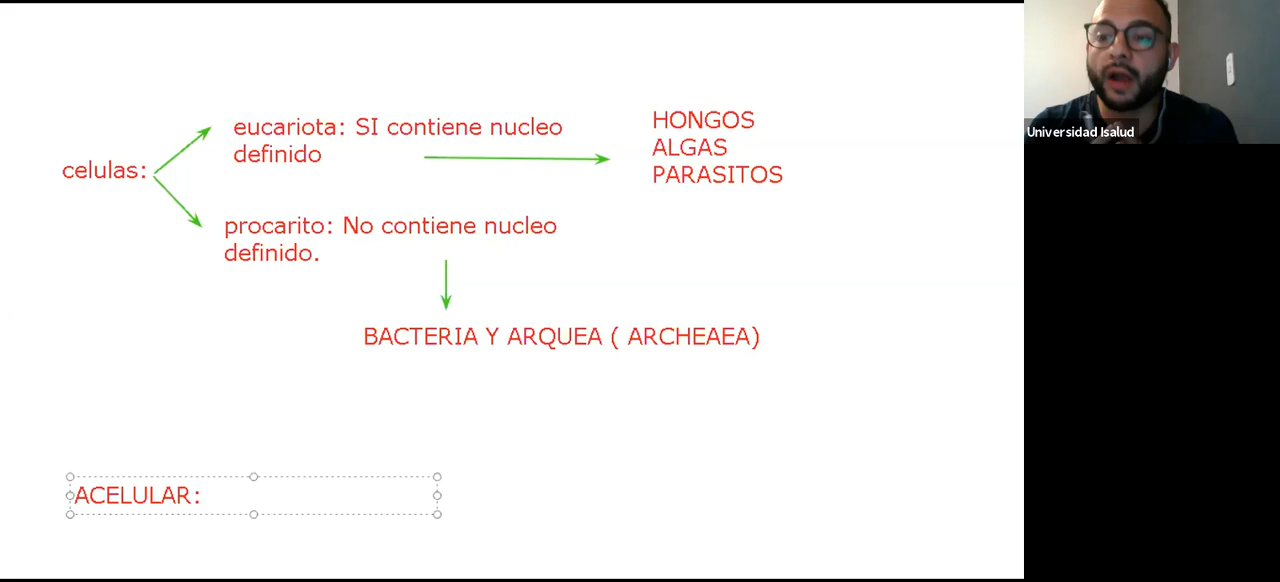 eucariota: SI contiene nucleo
definido
HONGOS
ALGAS
PARASITOS
celulas:
procarito: No contiene nucleo
definido.
BACTERIA Y ARQUEA ( ARCHEAEA)
ACELULAR:
Universidad Isalud